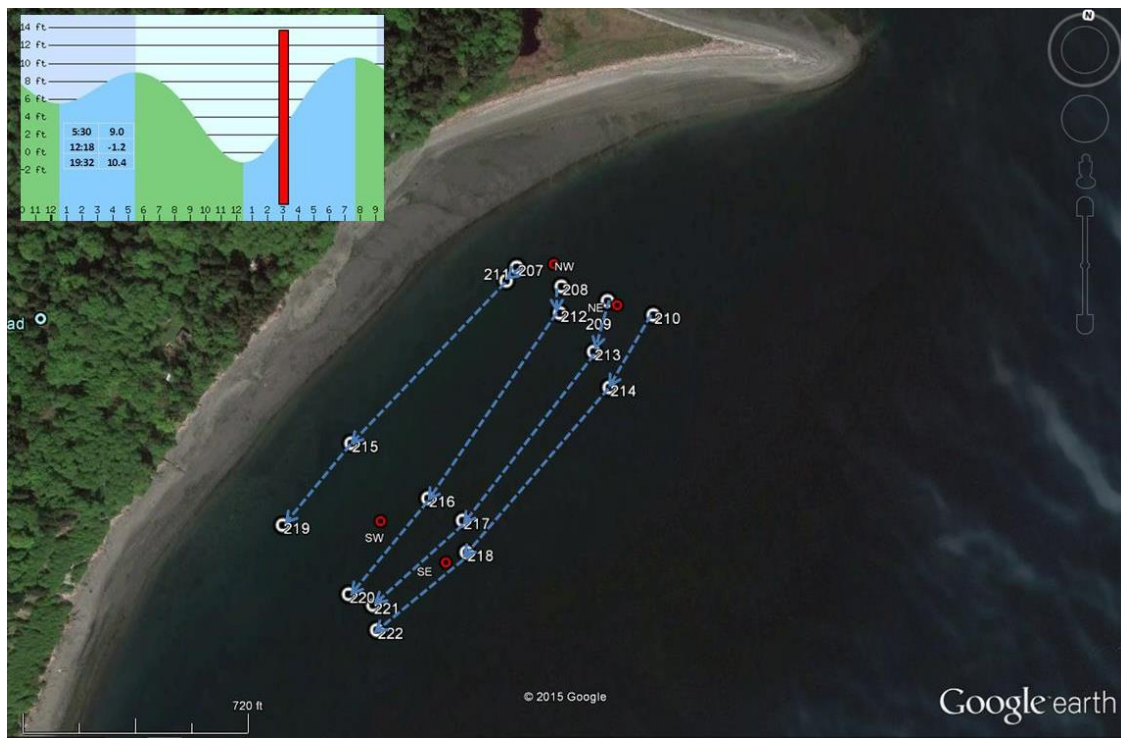 14 ft
12 ft
10 ft
8 ft
6 ft
4 ft
2 ft
0 ft
-2 ft
5:30 9.0
12:18 -1.2
19:32 10.4
0 11 12 1 2 3 4 5 6 7 8 9 10 11 12 1 2 3 4 5 6 7 8 9
N
207
NW
211
208
NE
212
209
210
213
214
ad
215
216
217
219
SW
218
SE
220
221
222
720 ft
© 2015 Google
Google earth